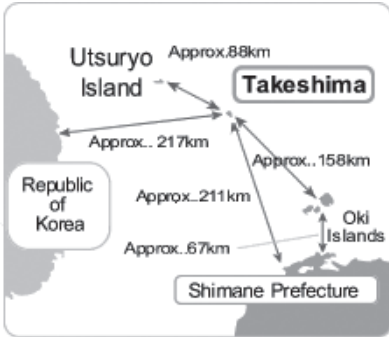 Approx.88km
Utsuryo
Island
Takeshima
Approx.. 217km
Approx..158km
Republic
of
Korea
Approx..211km
Oki
Islands
Approx..67km
Shimane Prefecture